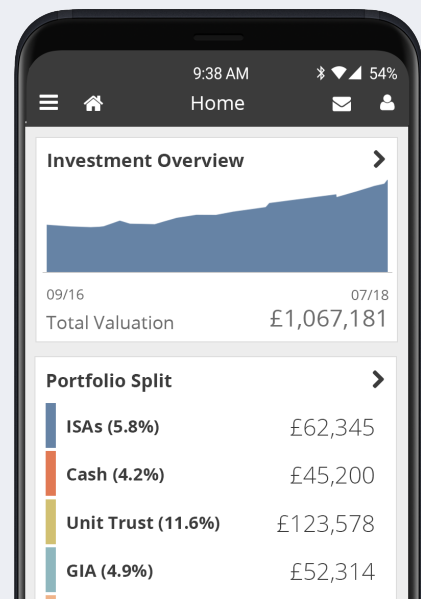 9:38 AM 54%
Home
Investment Overview
09/16 07/18
Total Valuation £1,067,181
Portfolio Split
ISAs (5.8%) £62,345
Cash (4.2%) £45,200
Unit Trust (11.6%) £123,578
GIA (4.9%) £52,314